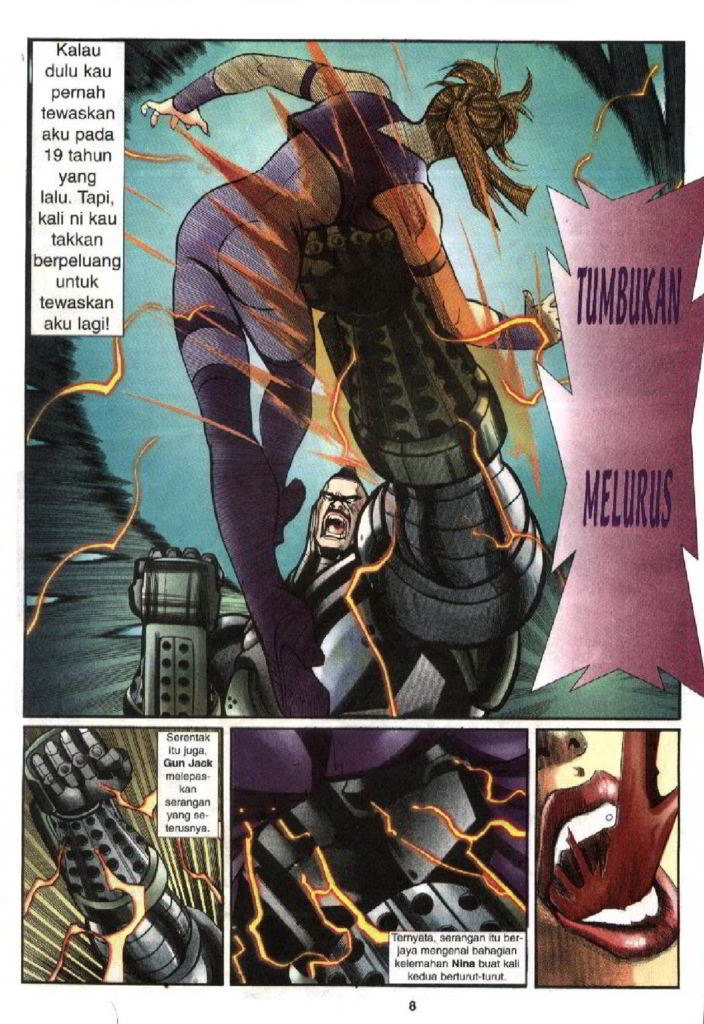 Kalau
dulu kau
pernah
tewaskan
aku pada
19 tahun
yang
lalu. Tapi,
kali ni kau
takkan
berpeluang
untuk
tewaskan
aku lagi!
TUMBUKAN
MELURUS
Serentak
itu juga,
Gun Jack
melepas-
kan
serangan
yang se-
terusnya.
Ternyata, serangan itu ber-
jaya mengenai bahagian
kelemahan Nina buat kali
kedua berturut-turut.
8